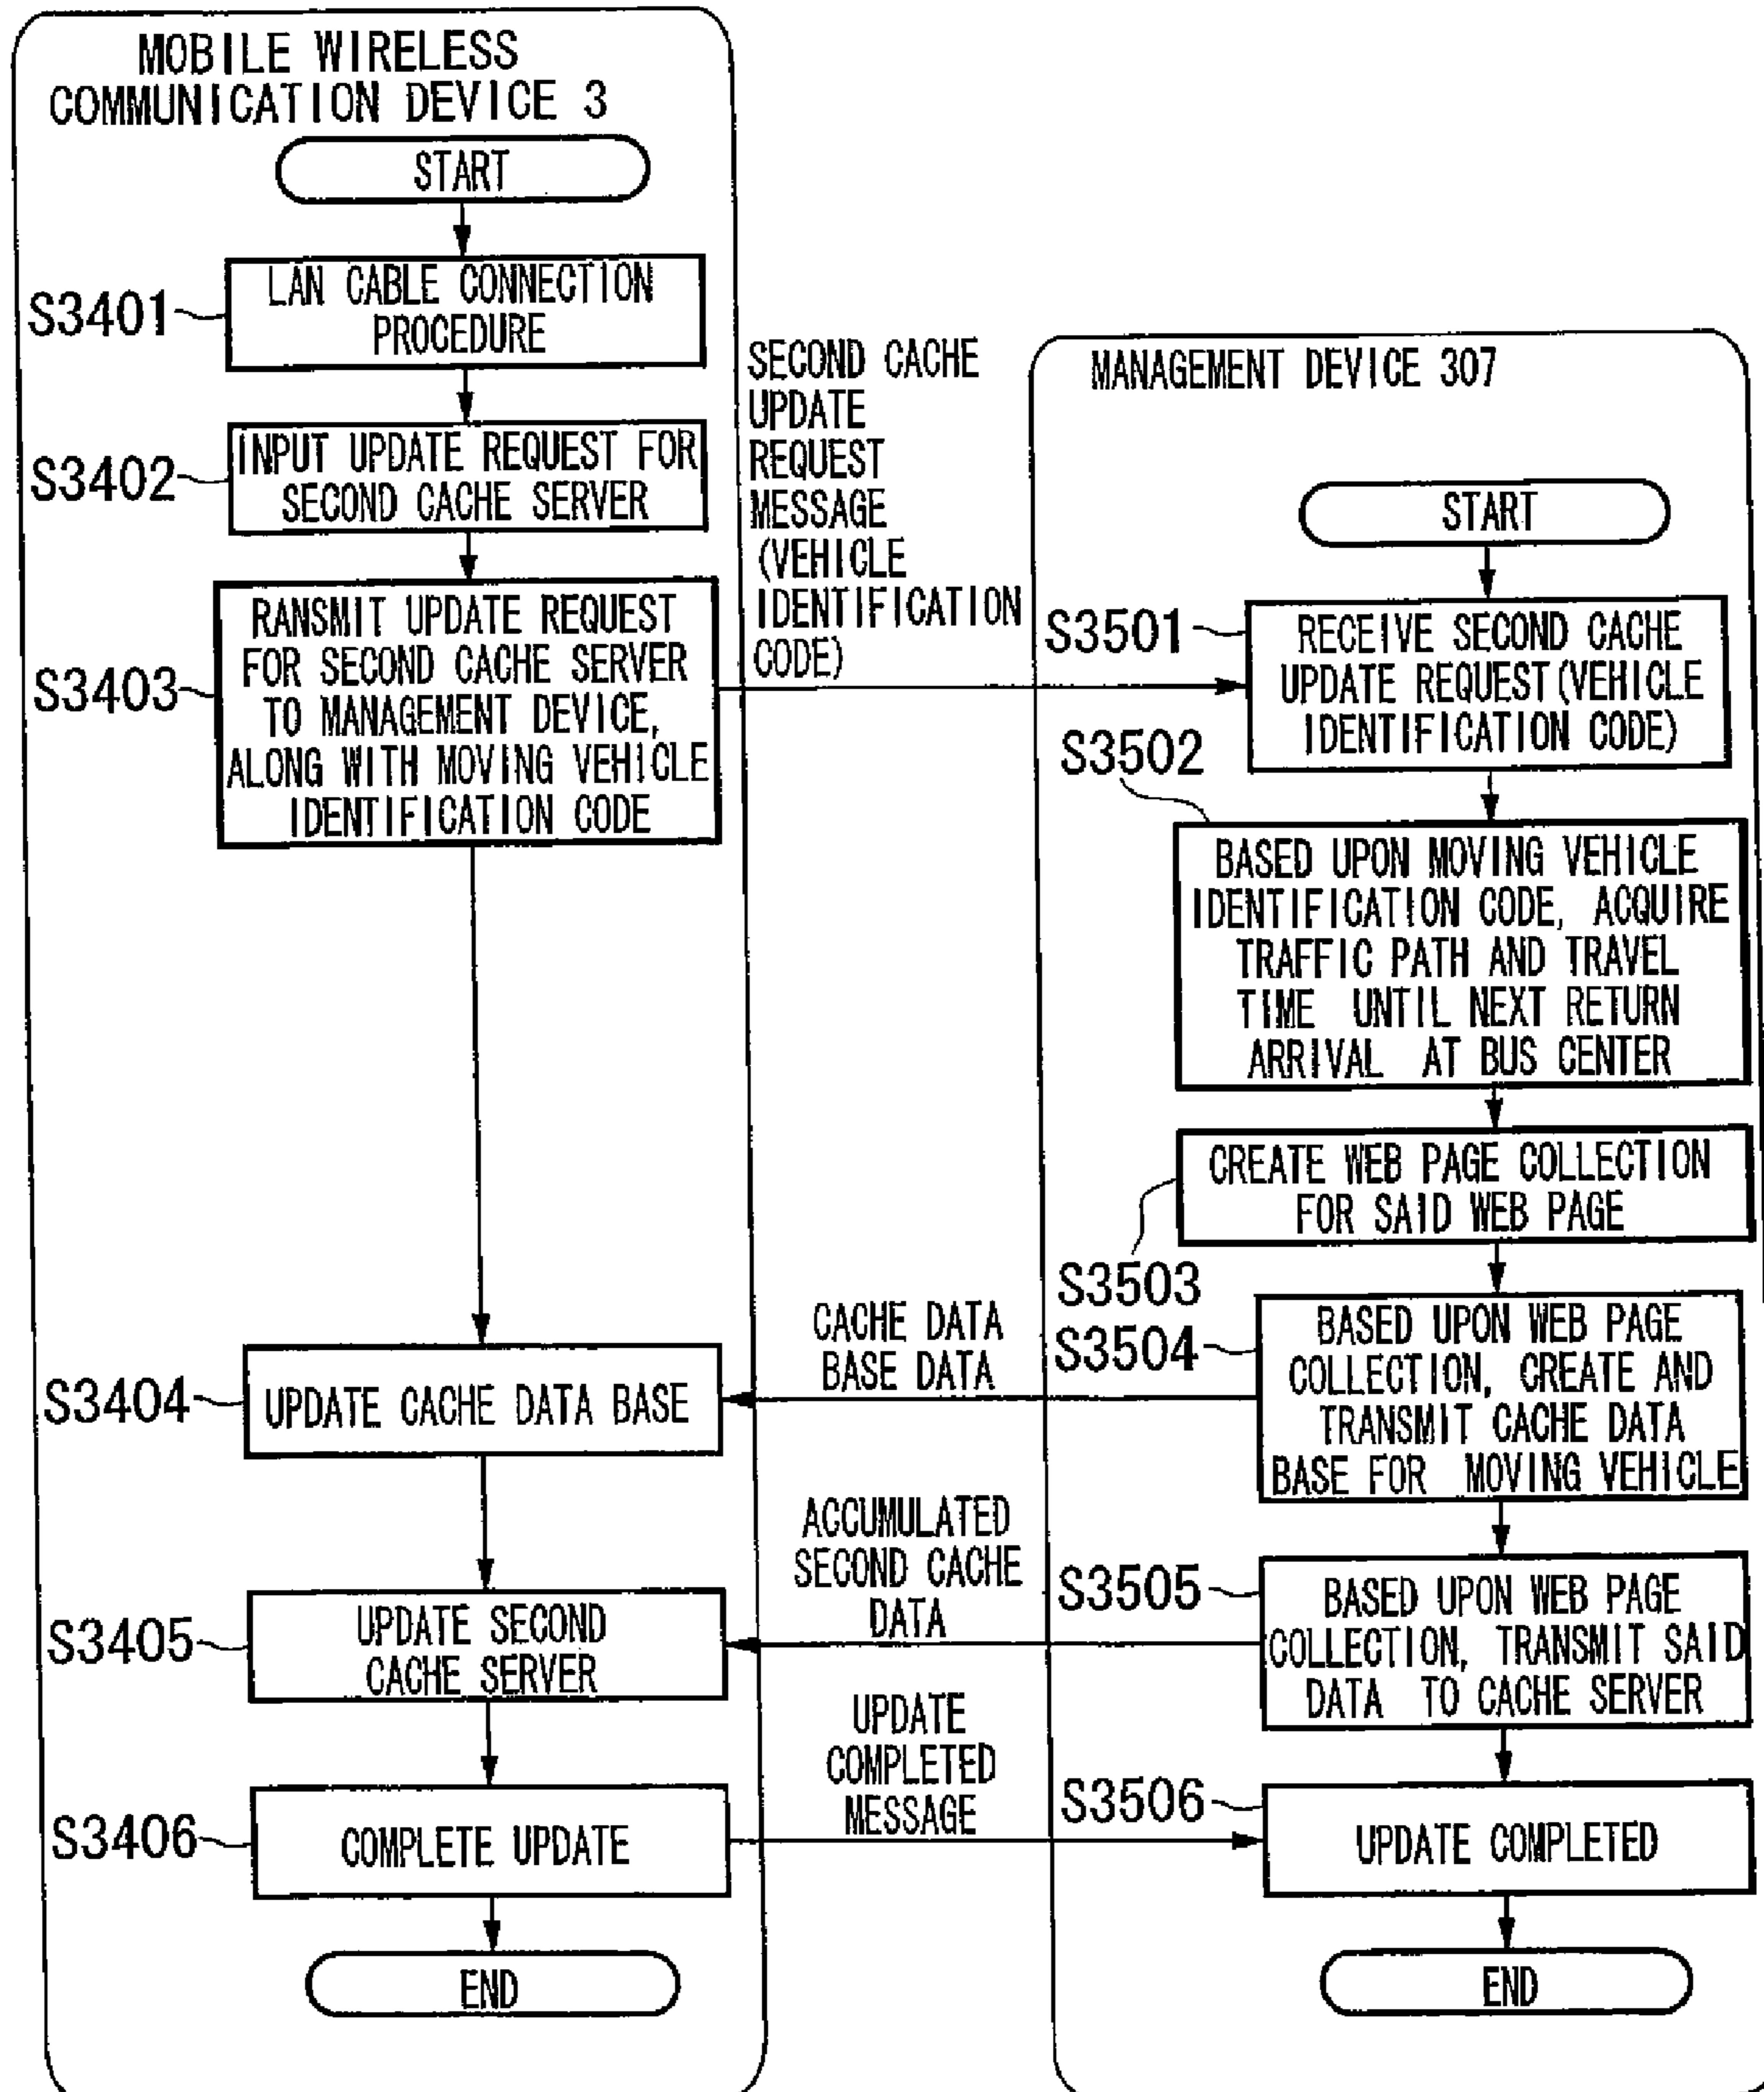 MOBILE WIRELESS
COMMUNICATION DEVICE 3
START
S3401
LAN CABLE CONNECTION
PROCEDURE
S3402
INPUT UPDATE REQUEST FOR
SECOND CACHE SERVER
S3403
RANSMIT UPDATE REQUEST
FOR SECOND CACHE SERVER
TO MANAGEMENT DEVICE,
ALONG WITH MOVING VEHICLE
IDENTIFICATION CODE
S3404
UPDATE CACHE DATA BASE
S3405
UPDATE SECOND
CACHE SERVER
S3406
COMPLETE UPDATE
END
SECOND CACHE
UPDATE
REQUEST
MESSAGE
(VEHICLE
IDENTIFICATION
CODE)
CACHE DATA
BASE DATA
ACCUMULATED
SECOND CACHE
DATA
UPDATE
COMPLETED
MESSAGE
MANAGEMENT DEVICE 307
START
S3501
RECEIVE SECOND CACHE
UPDATE REQUEST(VEHICLE
IDENTIFICATION CODE)
S3502
BASED UPON MOVING VEHICLE
IDENTIFICATION CODE, ACQUIRE
TRAFFIC PATH AND TRAVEL
TIME UNTIL NEXT RETURN
ARRIVAL AT BUS CENTER
S3503
CREATE WEB PAGE COLLECTION
FOR SAID WEB PAGE
S3504
BASED UPON WEB PAGE
COLLECTION, CREATE AND
TRANSMIT CACHE DATA
BASE FOR MOVING VEHICLE
S3505
BASED UPON WEB PAGE
COLLECTION, TRANSMIT SAID
DATA TO CACHE SERVER
S3506
UPDATE COMPLETED
END